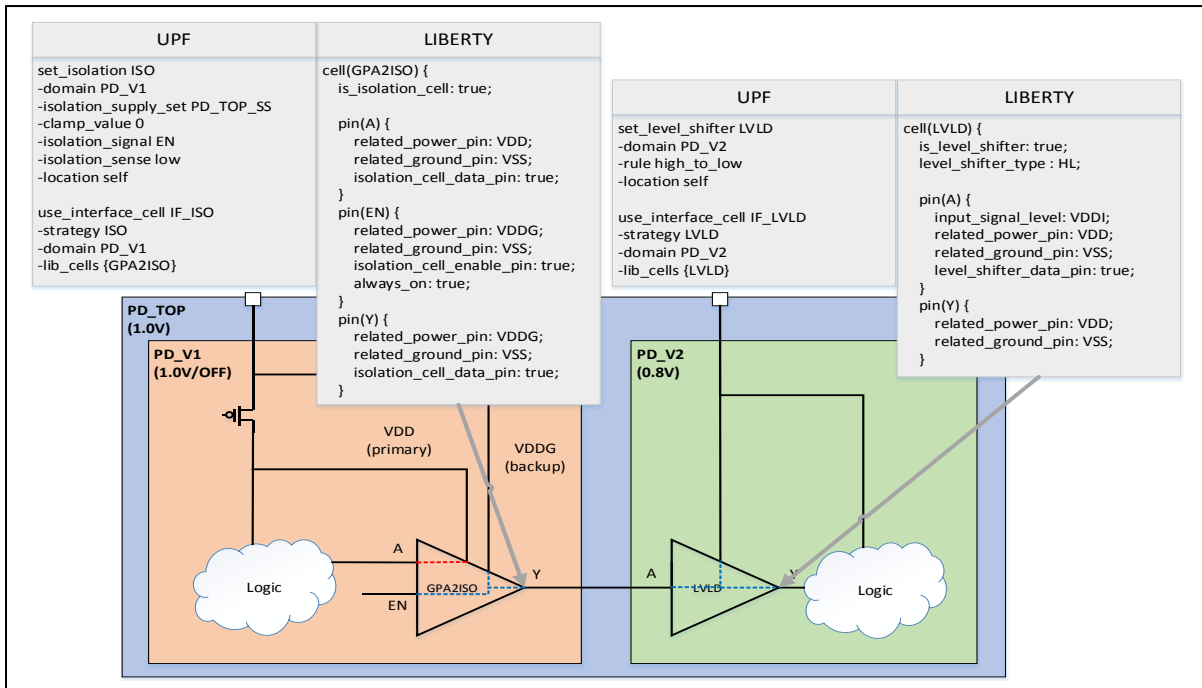 UPF
set_isolation ISO
-domain PD_V1
-isolation_supply_set PD_TOP_SS
-clamp_value 0
-isolation_signal EN
-isolation_sense low
-location self
use_interface_cell IF_ISO
-strategy ISO
-domain PD_V1
-lib_cells {GPA2ISO}
LIBERTY
cell(GPA2ISO) {
is_isolation_cell: true;
pin(A) {
related_power_pin: VDD;
related_ground_pin: VSS;
isolation_cell_data_pin: true;
}
pin(EN) {
related_power_pin: VDDG;
related_ground_pin: VSS;
isolation_cell_enable_pin: true;
always_on: true;
}
pin(Y) {
related_power_pin: VDDG;
related_ground_pin: VSS;
isolation_cell_data_pin: true;
}
UPF
set_level_shifter LVLD
-domain PD_V2
-rule high_to_low
-location self
use_interface_cell IF_LVLD
-strategy LVLD
-domain PD_V2
-lib_cells {LVLD}
LIBERTY
cell(LVLD) {
is_level_shifter: true;
level_shifter_type : HL;
pin(A) {
input_signal_level: VDDI;
related_power_pin: VDD;
related_ground_pin: VSS;
level_shifter_data_pin: true;
}
pin(Y) {
related_power_pin: VDD;
related_ground_pin: VSS;
}
PD_TOP
(1.0V)
PD_V1
(1.0V/OFF)
PD_V2
(0.8V)
VDD
(primary)
VDDG
(backup)
Logic
A
EN
GPA2ISO
Y
A
LVLD
Y
Logic